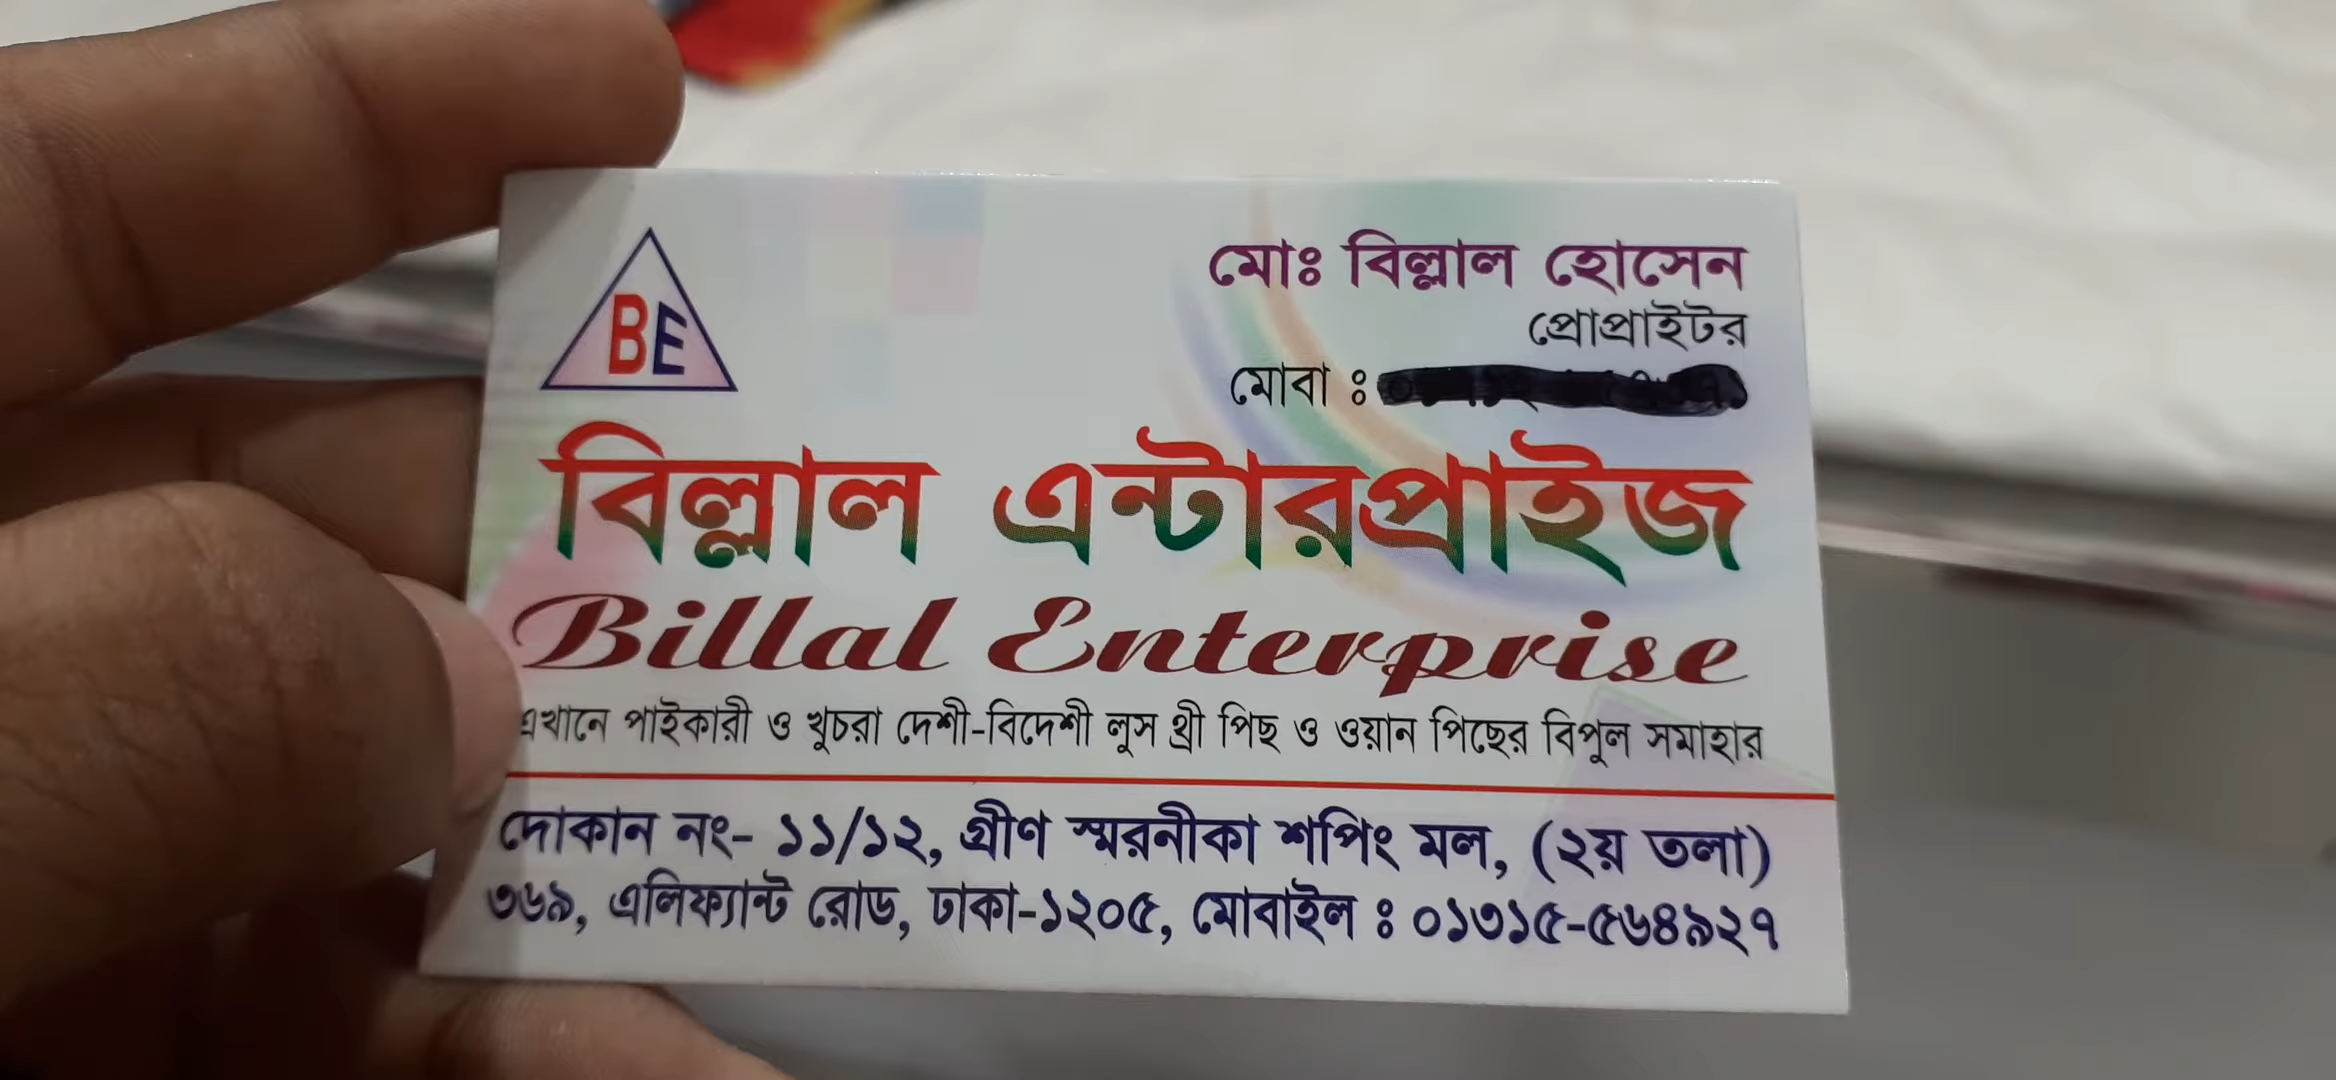 BE
মোঃ বিল্লাল হোসেন
প্রোপ্রাইটর
মোবা ঃ
বিল্লাল এন্টারপ্রাইজ
Billal Enterprise
এখানে পাইকারী ও খুচরা দেশী-বিদেশী লুস থ্রী পিছ ও ওয়ান পিছের বিপুল সমাহার
দোকান নং- ১১/১২, গ্রীণ স্মরনীকা শপিং মল, (২য় তলা)
৩৬৯, এলিফ্যান্ট রোড, ঢাকা-১২০৫, মোবাইল ঃ ০১৩১৫-৫৬৪৯২৭